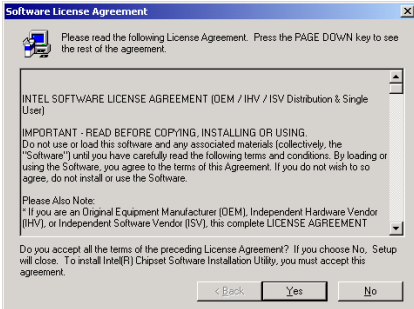 Software License Agreement
Please read the following License Agreement. Press the PAGE DOWN key to see
the rest of the agreement.
INTEL SOFTWARE LICENSE AGREEMENT (OEM / IHV / ISV Distribution & Single
User)
IMPORTANT - READ BEFORE COPYING, INSTALLING OR USING.
Do not use or load this software and any associated materials (collectively, the
"Software") until you have carefully read the following terms and conditions. By loading or
using the Software, you agree to the terms of this Agreement. If you do not wish to so
agree, do not install or use the Software.
Please Also Note:
* If you are an Original Equipment Manufacturer (OEM), Independent Hardware Vendor
(IHV), or Independent Software Vendor (ISV), this complete LICENSE AGREEMENT
Do you accept all the terms of the preceding License Agreement? If you choose No, Setup
will close. To install Intel(R) Chipset Software Installation Utility, you must accept this
agreement.
< Back Yes No